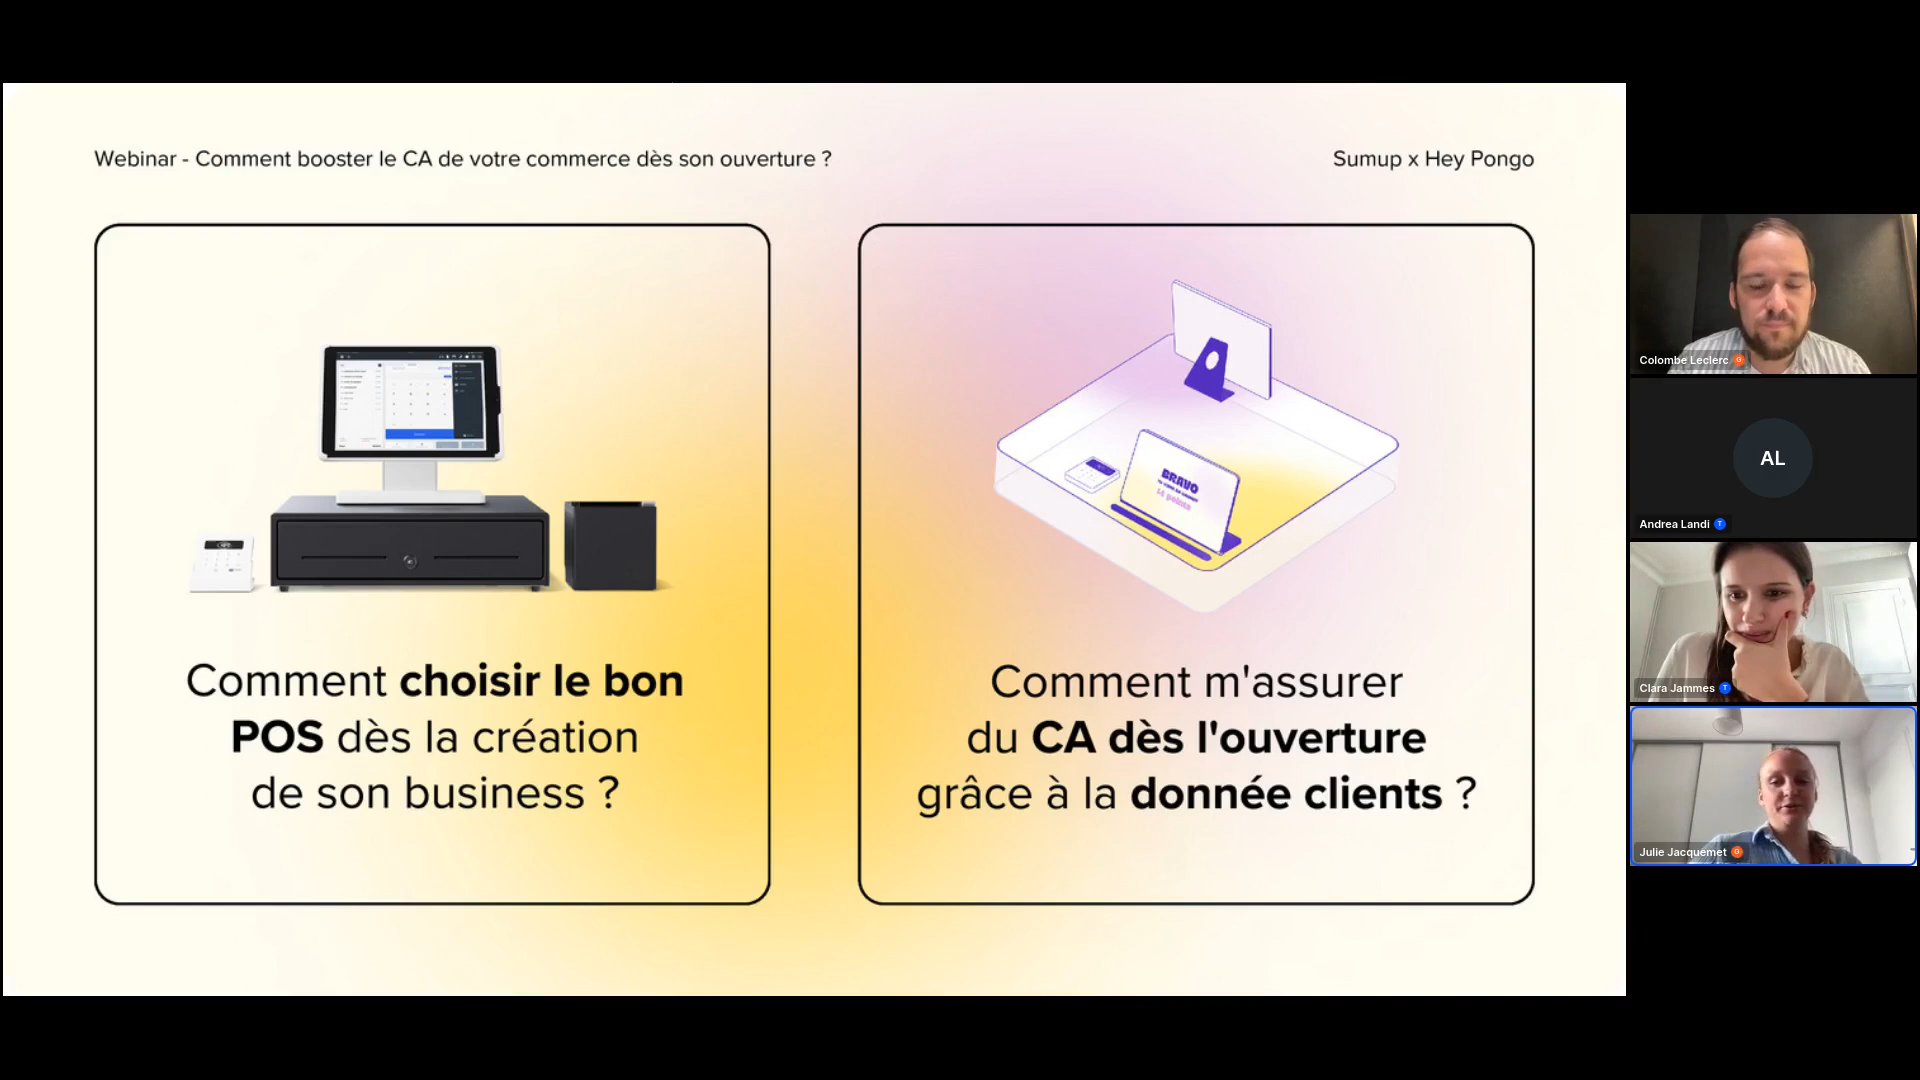 Webinar - Comment booster le CA de votre commerce dès son ouverture ?
Sumup x Hey Pongo
BRAVO
14 points
Comment choisir le bon
POS dès la création
de son business ?
Comment m'assurer
du CA dès l'ouverture
grâce à la donnée clients ?
Colombe Leclerc G
AL
Andrea Landi T
Clara Jammes T
Julie Jacquemet G